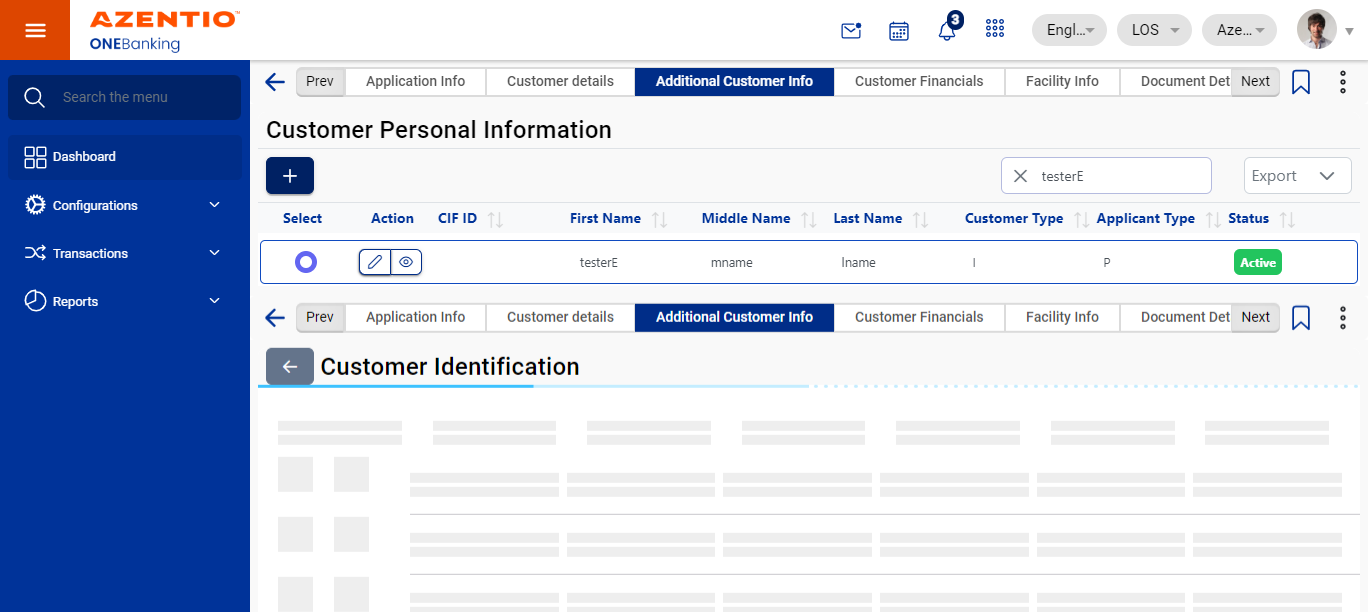 AZENTIO™
ONEBanking
3
Engl...
LOS
Aze...
Search the menu
Dashboard
Configurations
Transactions
Reports
Prev Application Info Customer details Additional Customer Info Customer Financials Facility Info Document Det Next
Customer Personal Information
+
testerE
Export
Select Action CIF ID First Name Middle Name Last Name Customer Type Applicant Type Status
testerE mname lname I P Active
Prev Application Info Customer details Additional Customer Info Customer Financials Facility Info Document Det Next
Customer Identification